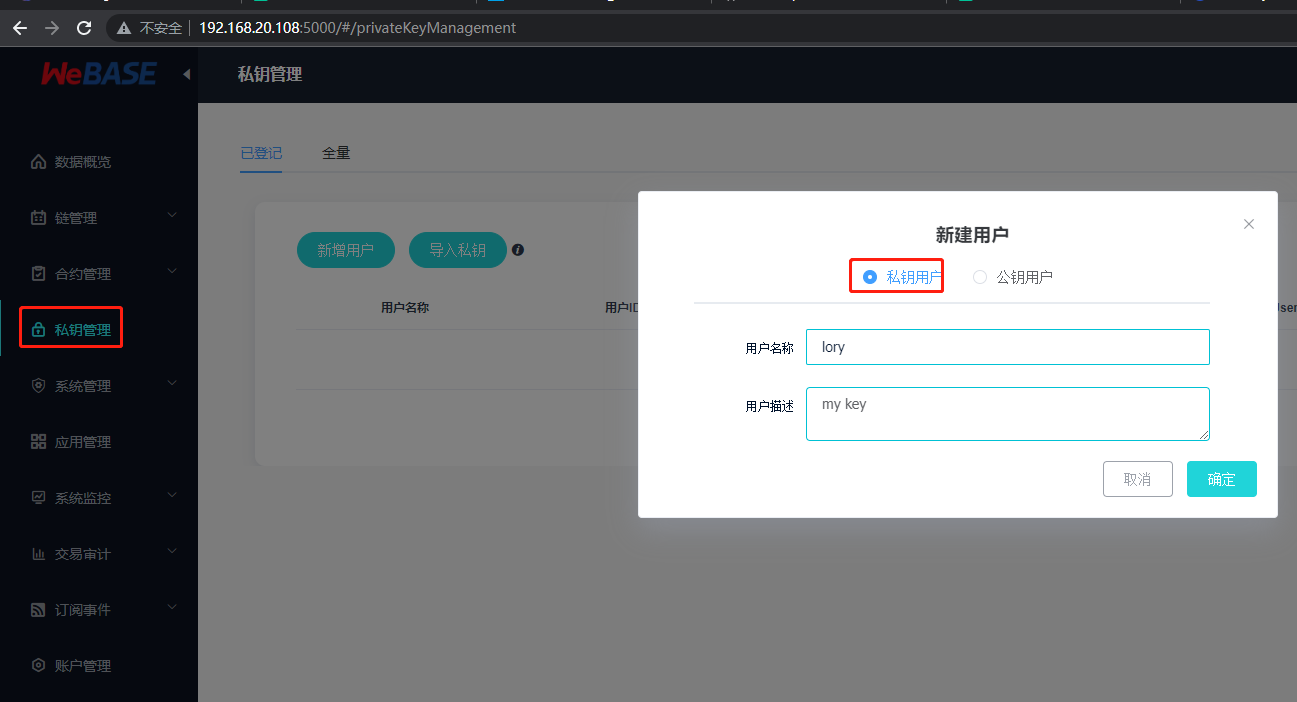 不安全 192.168.20.108:5000/#/privateKeyManagement
WeBASE
私钥管理
数据概览
链管理
合约管理
私钥管理
系统管理
应用管理
系统监控
交易审计
订阅事件
账户管理
已登记 全量
新增用户 导入私钥
用户名称 用户ID
新建用户
私钥用户 公钥用户
用户名称 lory
用户描述 my key
取消 确定